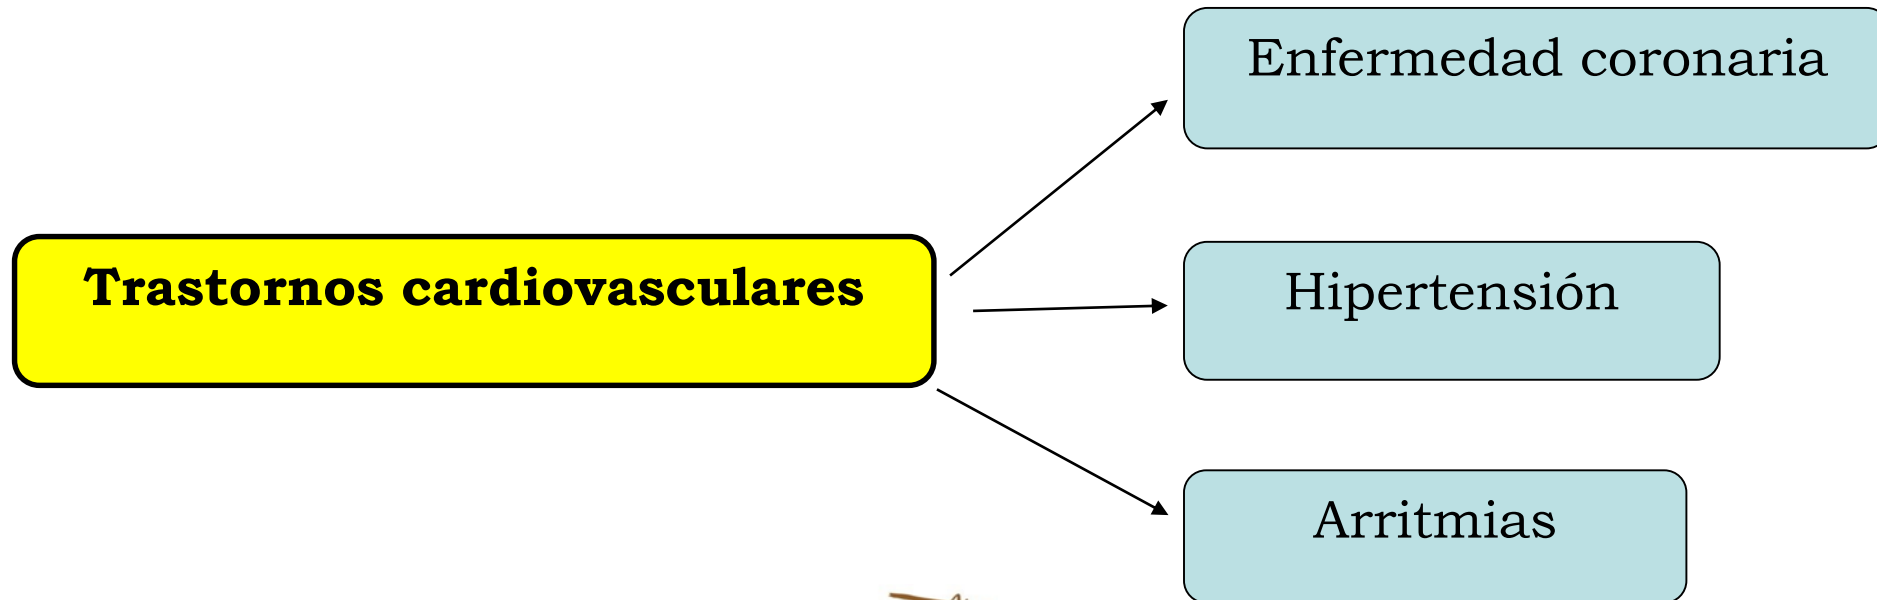 Enfermedad coronaria
Trastornos cardiovasculares
Hipertensión
Arritmias